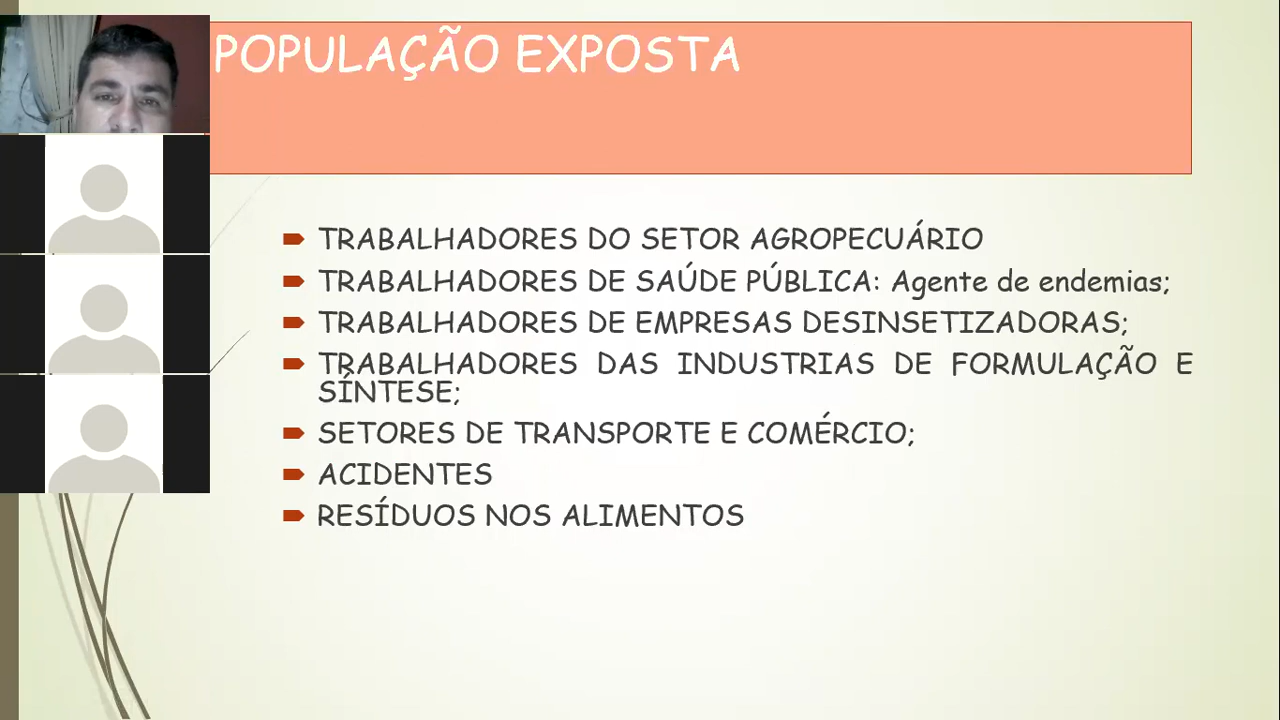 POPULAÇÃO EXPOSTA
TRABALHADORES DO SETOR AGROPECUÁRIO
TRABALHADORES DE SAÚDE PÚBLICA: Agente de endemias;
TRABALHADORES DE EMPRESAS DESINSETIZADORAS;
TRABALHADORES DAS INDUSTRIAS DE FORMULAÇÃO E
SÍNTESE;
SETORES DE TRANSPORTE E COMÉRCIO;
ACIDENTES
RESÍDUOS NOS ALIMENTOS